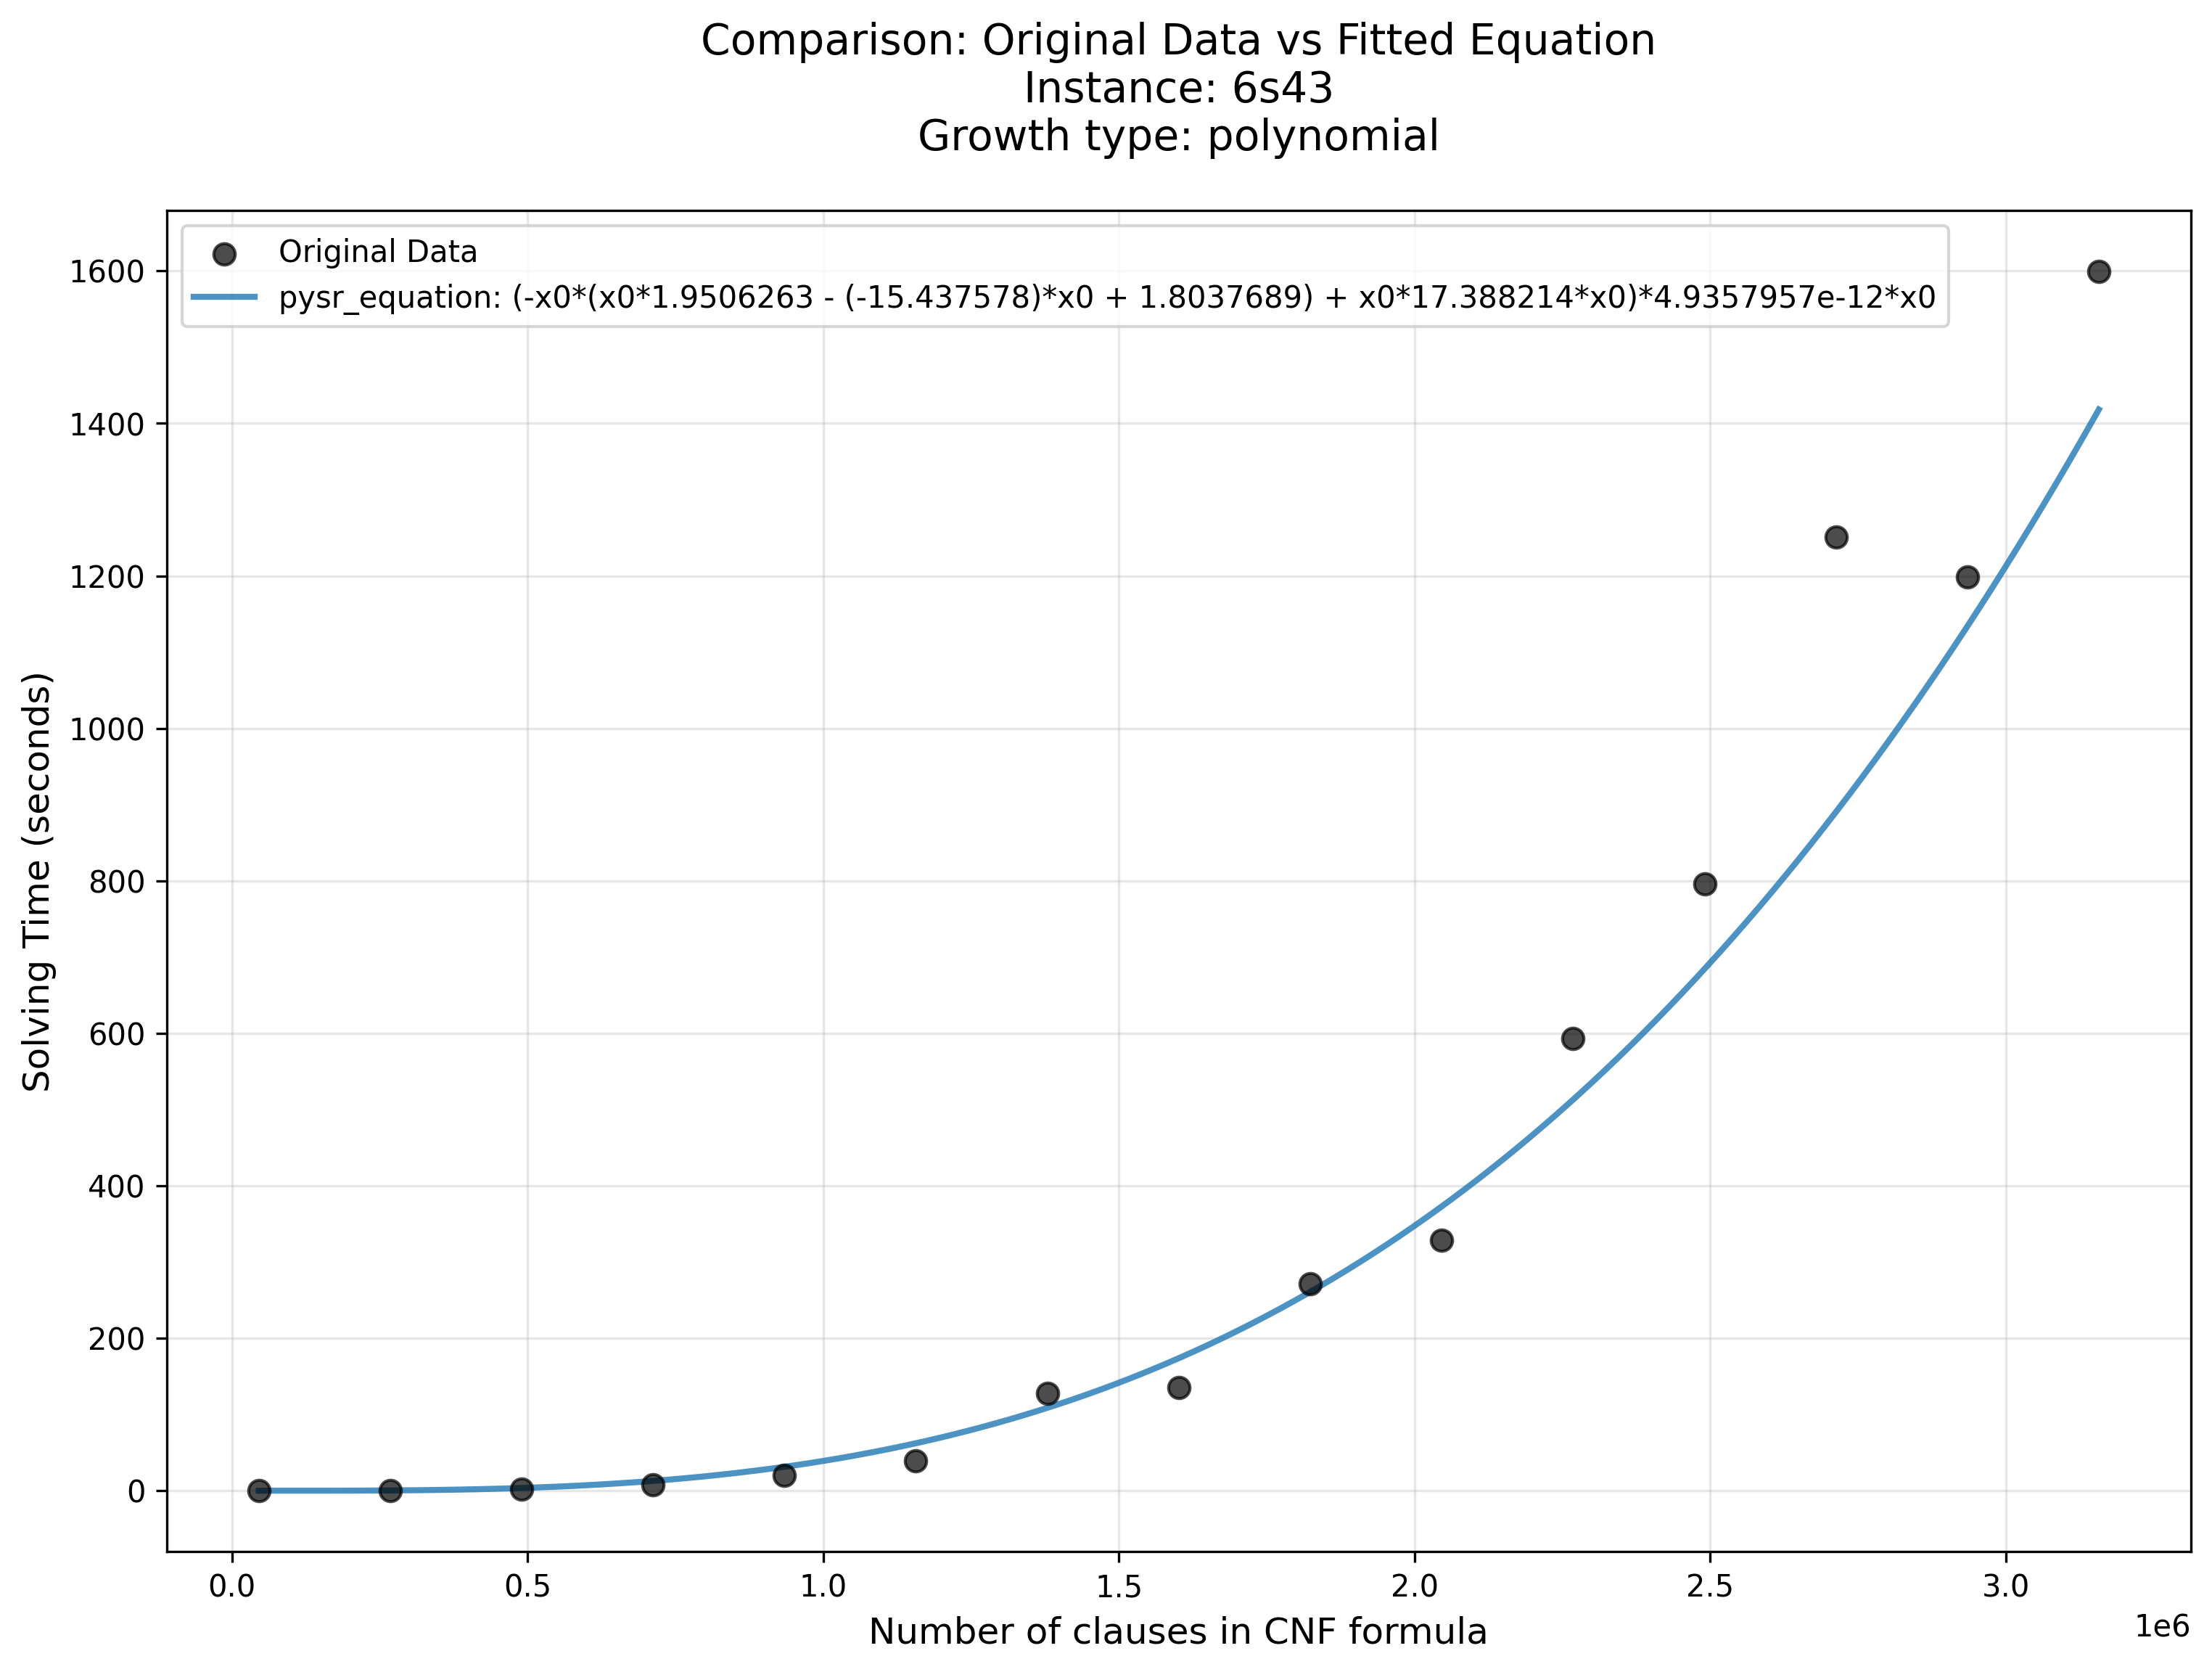 Comparison: Original Data vs Fitted Equation
Instance: 6s43
Growth type: polynomial
Original Data
pysr_equation: (-x0*(x0*1.9506263 - (-15.437578)*x0 + 1.8037689) + x0*17.388214*x0)*4.9357957e-12*x0
Solving Time (seconds)
1600
1400
1200
1000
800
600
400
200
0
0.0 0.5 1.0 1.5 2.0 2.5 3.0
1e6
Number of clauses in CNF formula